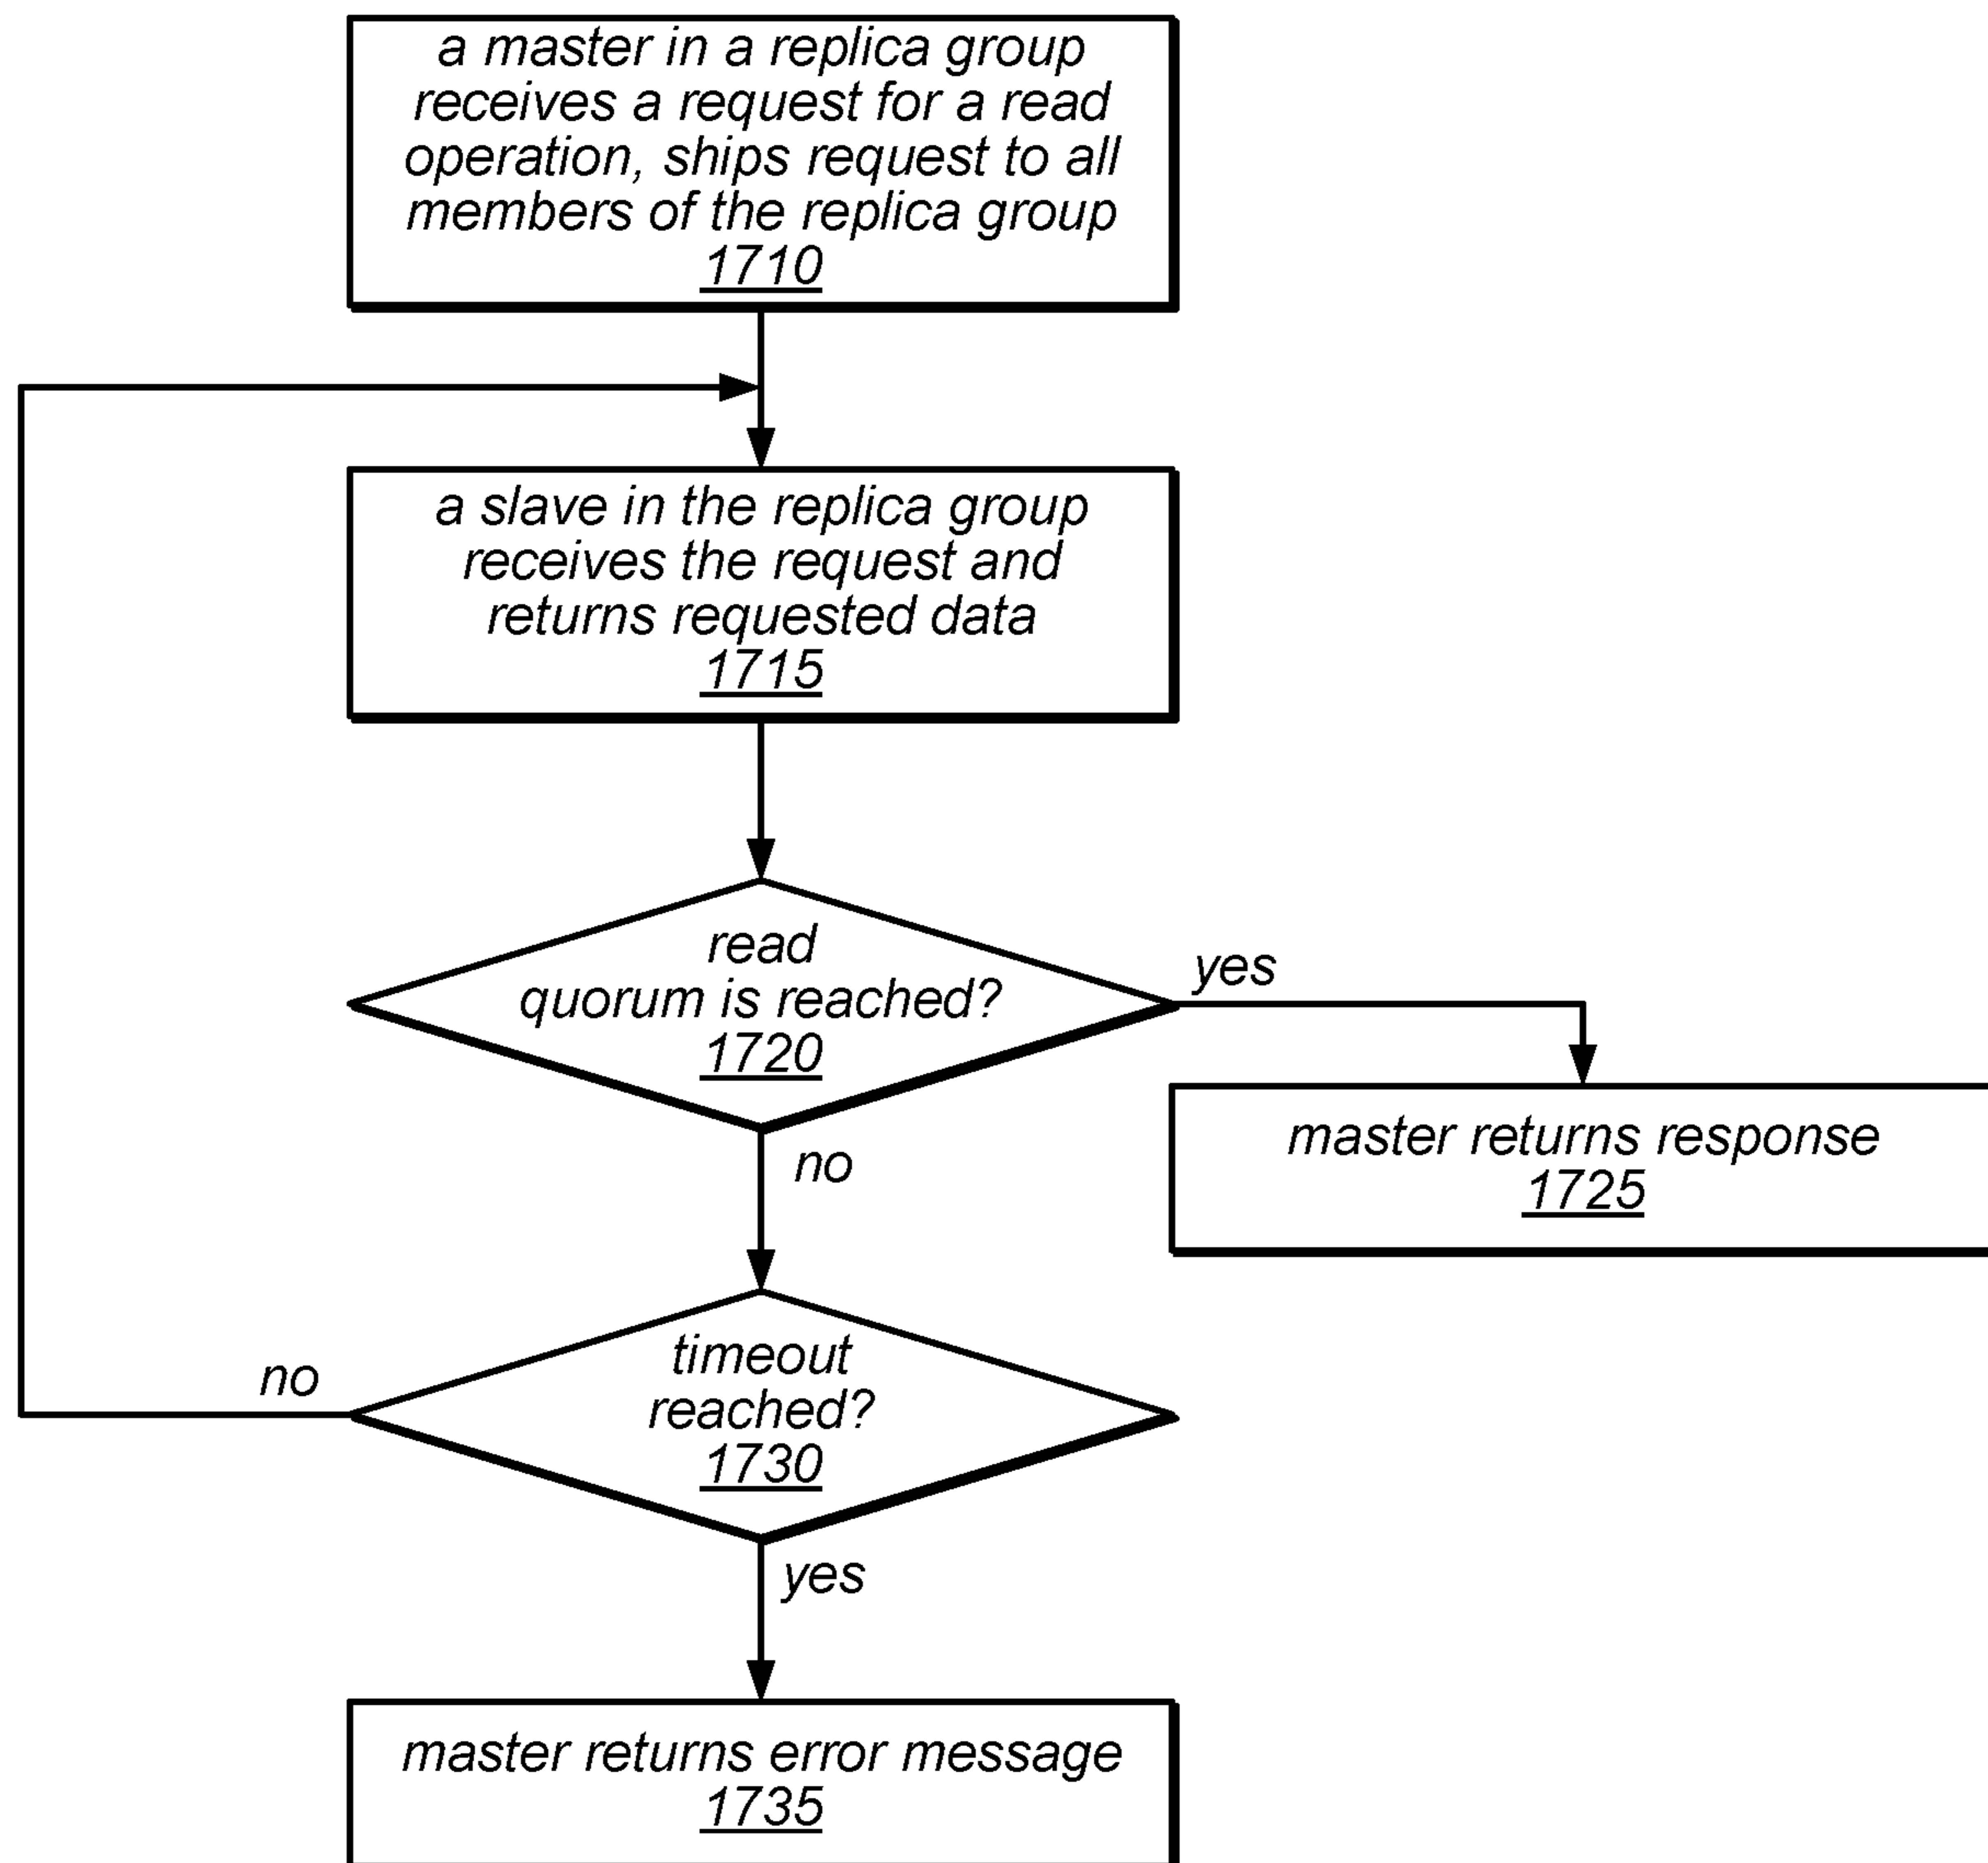 a master in a replica group
receives a request for a read
operation, ships request to all
members of the replica group
1710
a slave in the replica group
receives the request and
returns requested data
1715
read
quorum is reached?
1720
yes
master returns response
1725
no
timeout
reached?
1730
no
yes
master returns error message
1735